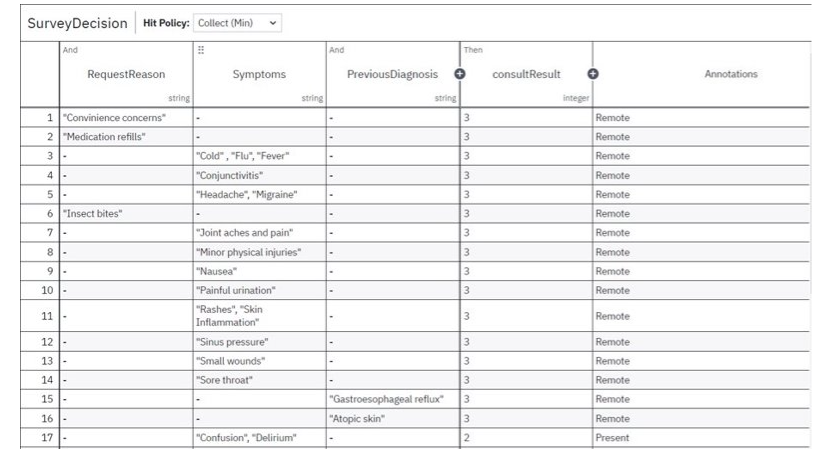 SurveyDecision Hit Policy: Collect (Min)
And And Then
RequestReason Symptoms PreviousDiagnosis consultResult Annotations
string string string integer
1 "Convinience concerns" - - 3 Remote
2 "Medication refills" - - 3 Remote
3 - "Cold" , "Flu", "Fever" - 3 Remote
4 - "Conjunctivitis" - 3 Remote
5 - "Headache", "Migraine" - 3 Remote
6 "Insect bites" - - 3 Remote
7 - "Joint aches and pain" - 3 Remote
8 - "Minor physical injuries" - 3 Remote
9 - "Nausea" - 3 Remote
10 - "Painful urination" - 3 Remote
11 - "Rashes", "Skin
Inflammation" - 3 Remote
12 - "Sinus pressure" - 3 Remote
13 - "Small wounds" - 3 Remote
14 - "Sore throat" - 3 Remote
15 - - "Gastroesophageal reflux" 3 Remote
16 - - "Atopic skin" 3 Remote
17 - "Confusion", "Delirium" - 2 Present